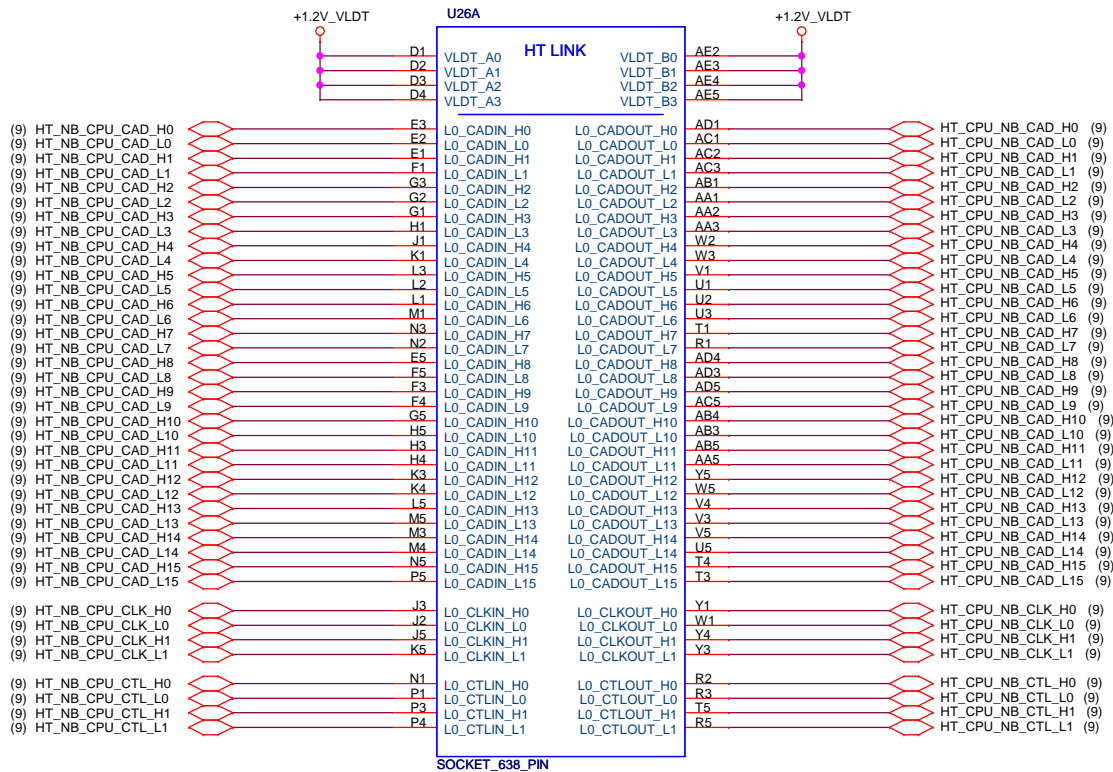 +1.2V_VLDT U26A +1.2V_VLDT
HT LINK
D1 VLDT_A0 VLDT_B0 AE2
D2 VLDT_A1 VLDT_B1 AE3
D3 VLDT_A2 VLDT_B2 AE4
D4 VLDT_A3 VLDT_B3 AE5
(9) HT_NB_CPU_CAD_H0 E3 L0_CADIN_H0 L0_CADOUT_H0 AD1 HT_CPU_NB_CAD_H0 (9)
(9) HT_NB_CPU_CAD_L0 E2 L0_CADIN_L0 L0_CADOUT_L0 AC1 HT_CPU_NB_CAD_L0 (9)
(9) HT_NB_CPU_CAD_H1 E1 L0_CADIN_H1 L0_CADOUT_H1 AC2 HT_CPU_NB_CAD_H1 (9)
(9) HT_NB_CPU_CAD_L1 F1 L0_CADIN_L1 L0_CADOUT_L1 AC3 HT_CPU_NB_CAD_L1 (9)
(9) HT_NB_CPU_CAD_H2 G3 L0_CADIN_H2 L0_CADOUT_H2 AB1 HT_CPU_NB_CAD_H2 (9)
(9) HT_NB_CPU_CAD_L2 G2 L0_CADIN_L2 L0_CADOUT_L2 AA1 HT_CPU_NB_CAD_L2 (9)
(9) HT_NB_CPU_CAD_H3 G1 L0_CADIN_H3 L0_CADOUT_H3 AA2 HT_CPU_NB_CAD_H3 (9)
(9) HT_NB_CPU_CAD_L3 H1 L0_CADIN_L3 L0_CADOUT_L3 AA3 HT_CPU_NB_CAD_L3 (9)
(9) HT_NB_CPU_CAD_H4 J1 L0_CADIN_H4 L0_CADOUT_H4 W2 HT_CPU_NB_CAD_H4 (9)
(9) HT_NB_CPU_CAD_L4 K1 L0_CADIN_L4 L0_CADOUT_L4 W3 HT_CPU_NB_CAD_L4 (9)
(9) HT_NB_CPU_CAD_H5 L3 L0_CADIN_H5 L0_CADOUT_H5 V1 HT_CPU_NB_CAD_H5 (9)
(9) HT_NB_CPU_CAD_L5 L2 L0_CADIN_L5 L0_CADOUT_L5 U1 HT_CPU_NB_CAD_L5 (9)
(9) HT_NB_CPU_CAD_H6 L1 L0_CADIN_H6 L0_CADOUT_H6 U2 HT_CPU_NB_CAD_H6 (9)
(9) HT_NB_CPU_CAD_L6 M1 L0_CADIN_L6 L0_CADOUT_L6 U3 HT_CPU_NB_CAD_L6 (9)
(9) HT_NB_CPU_CAD_H7 N3 L0_CADIN_H7 L0_CADOUT_H7 T1 HT_CPU_NB_CAD_H7 (9)
(9) HT_NB_CPU_CAD_L7 N2 L0_CADIN_L7 L0_CADOUT_L7 R1 HT_CPU_NB_CAD_L7 (9)
(9) HT_NB_CPU_CAD_H8 E5 L0_CADIN_H8 L0_CADOUT_H8 AD4 HT_CPU_NB_CAD_H8 (9)
(9) HT_NB_CPU_CAD_L8 F5 L0_CADIN_L8 L0_CADOUT_L8 AD3 HT_CPU_NB_CAD_L8 (9)
(9) HT_NB_CPU_CAD_H9 F3 L0_CADIN_H9 L0_CADOUT_H9 AD5 HT_CPU_NB_CAD_H9 (9)
(9) HT_NB_CPU_CAD_L9 F4 L0_CADIN_L9 L0_CADOUT_L9 AC5 HT_CPU_NB_CAD_L9 (9)
(9) HT_NB_CPU_CAD_H10 G5 L0_CADIN_H10 L0_CADOUT_H10 AB4 HT_CPU_NB_CAD_H10 (9)
(9) HT_NB_CPU_CAD_L10 H5 L0_CADIN_L10 L0_CADOUT_L10 AB3 HT_CPU_NB_CAD_L10 (9)
(9) HT_NB_CPU_CAD_H11 H3 L0_CADIN_H11 L0_CADOUT_H11 AB5 HT_CPU_NB_CAD_H11 (9)
(9) HT_NB_CPU_CAD_L11 H4 L0_CADIN_L11 L0_CADOUT_L11 AA5 HT_CPU_NB_CAD_L11 (9)
(9) HT_NB_CPU_CAD_H12 K3 L0_CADIN_H12 L0_CADOUT_H12 Y5 HT_CPU_NB_CAD_H12 (9)
(9) HT_NB_CPU_CAD_L12 K4 L0_CADIN_L12 L0_CADOUT_L12 W5 HT_CPU_NB_CAD_L12 (9)
(9) HT_NB_CPU_CAD_H13 L5 L0_CADIN_H13 L0_CADOUT_H13 V4 HT_CPU_NB_CAD_H13 (9)
(9) HT_NB_CPU_CAD_L13 M5 L0_CADIN_L13 L0_CADOUT_L13 V3 HT_CPU_NB_CAD_L13 (9)
(9) HT_NB_CPU_CAD_H14 M3 L0_CADIN_H14 L0_CADOUT_H14 V5 HT_CPU_NB_CAD_H14 (9)
(9) HT_NB_CPU_CAD_L14 M4 L0_CADIN_L14 L0_CADOUT_L14 U5 HT_CPU_NB_CAD_L14 (9)
(9) HT_NB_CPU_CAD_H15 N5 L0_CADIN_H15 L0_CADOUT_H15 T4 HT_CPU_NB_CAD_H15 (9)
(9) HT_NB_CPU_CAD_L15 P5 L0_CADIN_L15 L0_CADOUT_L15 T3 HT_CPU_NB_CAD_L15 (9)
(9) HT_NB_CPU_CLK_H0 J3 L0_CLKIN_H0 L0_CLKOUT_H0 Y1 HT_CPU_NB_CLK_H0 (9)
(9) HT_NB_CPU_CLK_L0 J2 L0_CLKIN_L0 L0_CLKOUT_L0 W1 HT_CPU_NB_CLK_L0 (9)
(9) HT_NB_CPU_CLK_H1 J5 L0_CLKIN_H1 L0_CLKOUT_H1 Y4 HT_CPU_NB_CLK_H1 (9)
(9) HT_NB_CPU_CLK_L1 K5 L0_CLKIN_L1 L0_CLKOUT_L1 Y3 HT_CPU_NB_CLK_L1 (9)
(9) HT_NB_CPU_CTL_H0 N1 L0_CTLIN_H0 L0_CTLOUT_H0 R2 HT_CPU_NB_CTL_H0 (9)
(9) HT_NB_CPU_CTL_L0 P1 L0_CTLIN_L0 L0_CTLOUT_L0 R3 HT_CPU_NB_CTL_L0 (9)
(9) HT_NB_CPU_CTL_H1 P3 L0_CTLIN_H1 L0_CTLOUT_H1 T5 HT_CPU_NB_CTL_H1 (9)
(9) HT_NB_CPU_CTL_L1 P4 L0_CTLIN_L1 L0_CTLOUT_L1 R5 HT_CPU_NB_CTL_L1 (9)
SOCKET_638_PIN